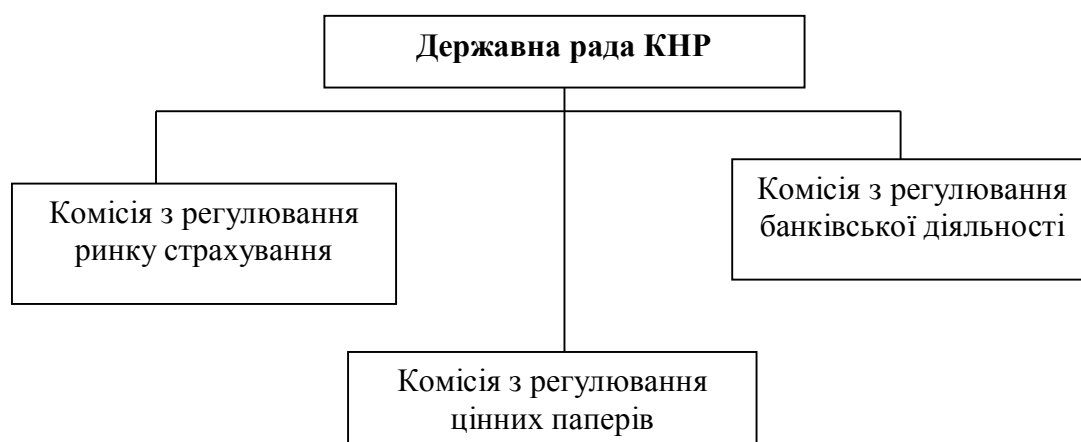 Державна рада КНР
Комісія з регулювання
ринку страхування
Комісія з регулювання
банківської діяльності
Комісія з регулювання
цінних паперів